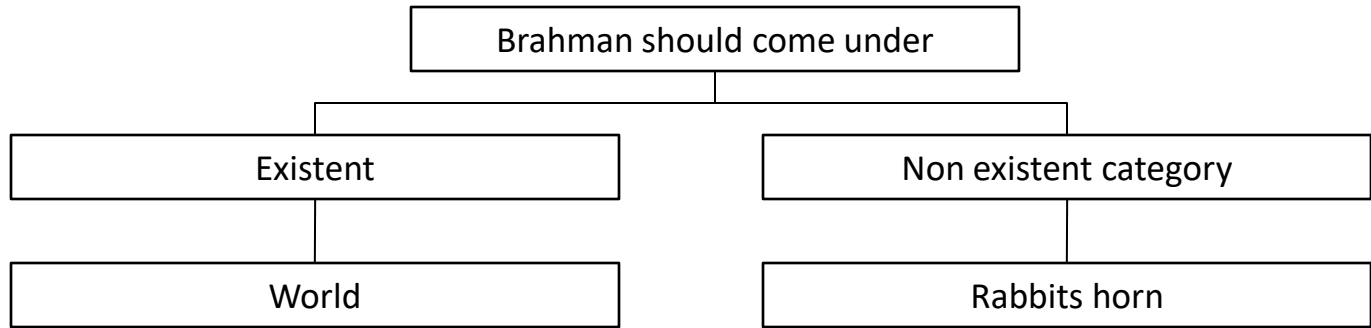 Brahman should come under
Existent
Non existent category
World
Rabbits horn